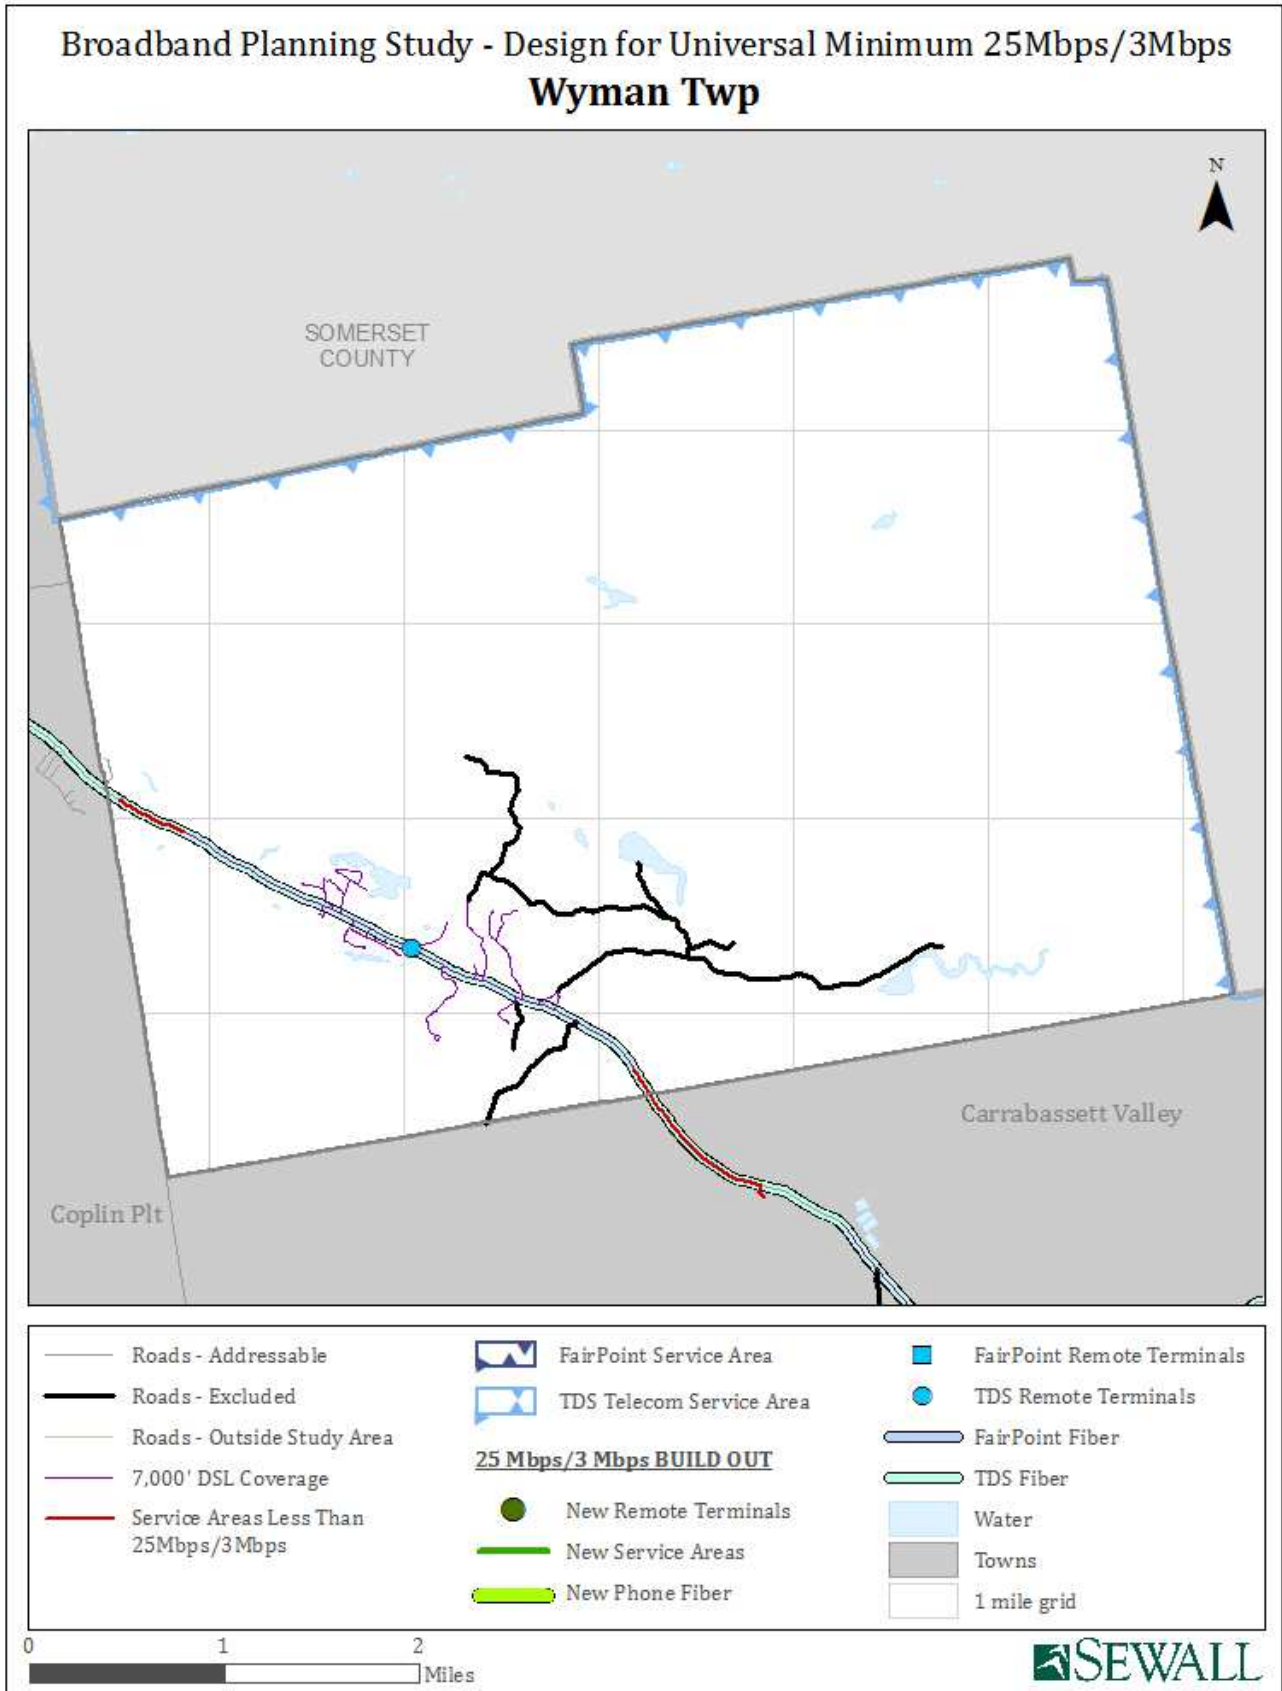 Broadband Planning Study - Design for Universal Minimum 25Mbps/3Mbps
Wyman Twp
N
SOMERSET
COUNTY
Carrabassett Valley
Coplin Plt
Roads - Addressable
Roads - Excluded
Roads - Outside Study Area
7,000' DSL Coverage
Service Areas Less Than
25Mbps/3Mbps
FairPoint Service Area
TDS Telecom Service Area
25 Mbps/3 Mbps BUILD OUT
New Remote Terminals
New Service Areas
New Phone Fiber
FairPoint Remote Terminals
TDS Remote Terminals
FairPoint Fiber
TDS Fiber
Water
Towns
1 mile grid
0 1 2
Miles
SEWALL